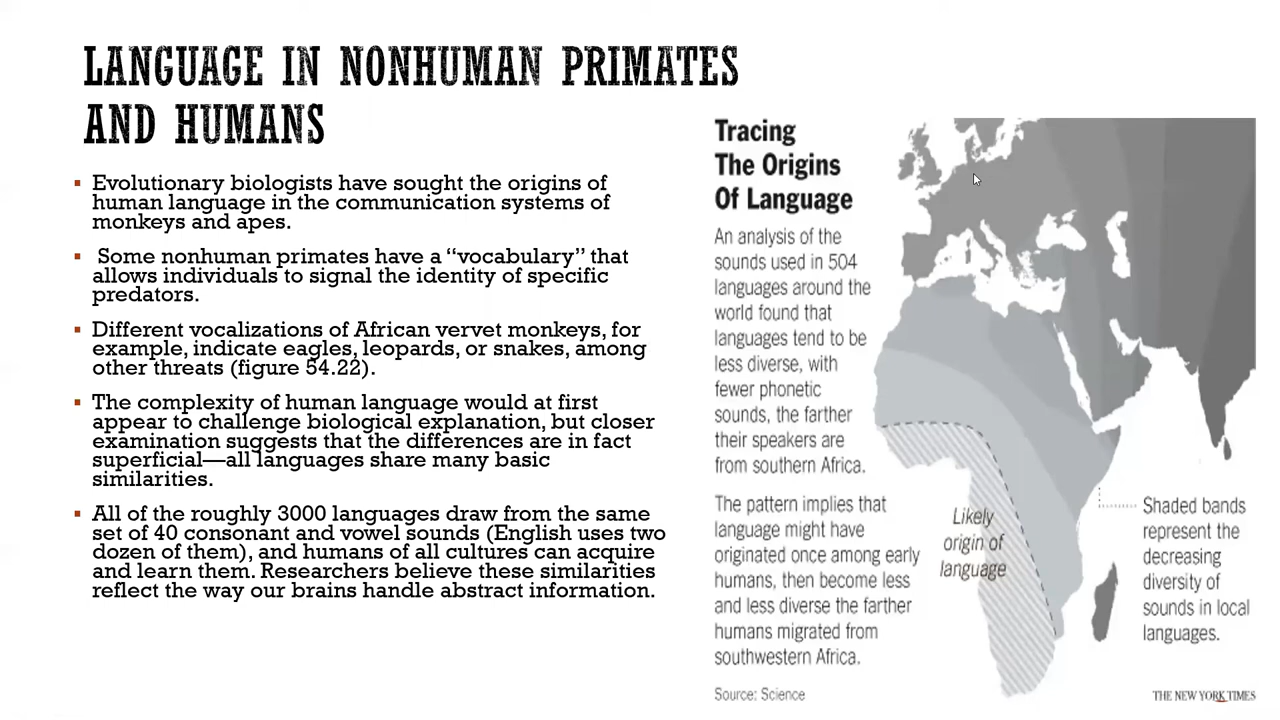 LANGUAGE IN NONHUMAN PRIMATES
AND HUMANS
▪ Evolutionary biologists have sought the origins of
human language in the communication systems of
monkeys and apes.
▪ Some nonhuman primates have a “vocabulary” that
allows individuals to signal the identity of specific
predators.
▪ Different vocalizations of African vervet monkeys, for
example, indicate eagles, leopards, or snakes, among
other threats (figure 54.22).
▪ The complexity of human language would at first
appear to challenge biological explanation, but closer
examination suggests that the differences are in fact
superficial—all languages share many basic
similarities.
▪ All of the roughly 3000 languages draw from the same
set of 40 consonant and vowel sounds (English uses two
dozen of them), and humans of all cultures can acquire
and learn them. Researchers believe these similarities
reflect the way our brains handle abstract information.
Tracing
The Origins
Of Language
An analysis of the
sounds used in 504
languages around the
world found that
languages tend to be
less diverse, with
fewer phonetic
sounds, the farther
their speakers are
from southern Africa.
The pattern implies that
language might have
originated once among early
humans, then become less
and less diverse the farther
humans migrated from
southwestern Africa.
Likely
origin of
language
Shaded bands
represent the
decreasing
diversity of
sounds in local
languages.
Source: Science
THE NEW YORK TIMES